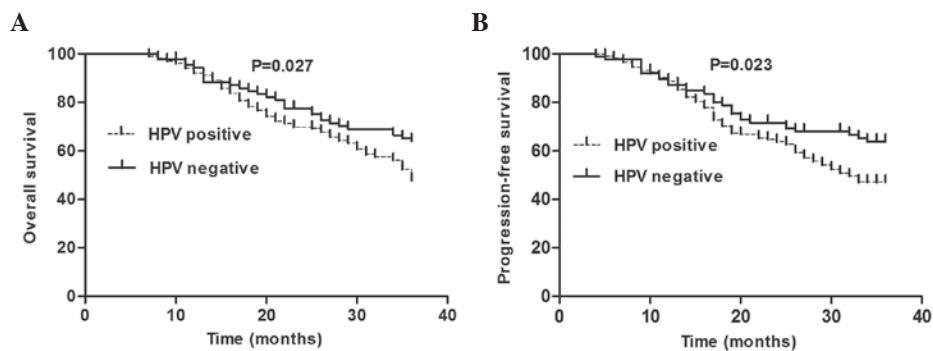 A
Overall survival
100
80
60
40
20
0
P=0.027
HPV positive
HPV negative
0
10
20
30
40
Time (months)
B
Progression-free survival
100
80
60
40
20
0
P=0.023
HPV positive
HPV negative
0
10
20
30
40
Time (months)